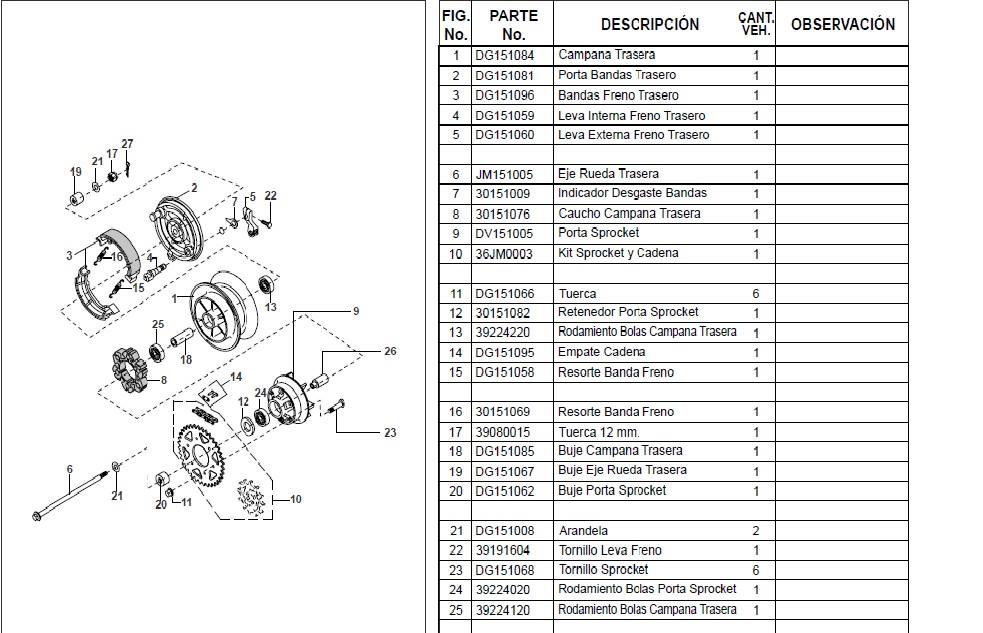 FIG. No. PARTE No. DESCRIPCIÓN CANT. VEH. OBSERVACIÓN
1 DG151084 Campana Trasera 1
2 DG151081 Porta Bandas Trasero 1
3 DG151096 Bandas Freno Trasero 1
4 DG151059 Leva Interna Freno Trasero 1
5 DG151060 Leva Externa Freno Trasero 1
6 JM151005 Eje Rueda Trasera 1
7 30151009 Indicador Desgaste Bandas 1
8 30151076 Caucho Campana Trasera 1
9 DV151005 Porta Sprocket 1
10 36JM0003 Kit Sprocket y Cadena 1
11 DG151066 Tuerca 6
12 30151082 Retenedor Porta Sprocket 1
13 39224220 Rodamiento Bolas Campana Trasera 1
14 DG151095 Empate Cadena 1
15 DG151058 Resorte Banda Freno 1
16 30151069 Resorte Banda Freno 1
17 39080015 Tuerca 12 mm. 1
18 DG151085 Buje Campana Trasera 1
19 DG151067 Buje Eje Rueda Trasera 1
20 DG151062 Buje Porta Sprocket 1
21 DG151008 Arandela 2
22 39191604 Tornillo Leva Freno 1
23 DG151068 Tornillo Sprocket 6
24 39224020 Rodamiento Bolas Porta Sprocket 1
25 39224120 Rodamiento Bolas Campana Trasera 1
27
17
21
19
2
5 22
7
3
16
4
15
1
13
25
9
18
26
8
14
24
12
23
6
21
20 11
10